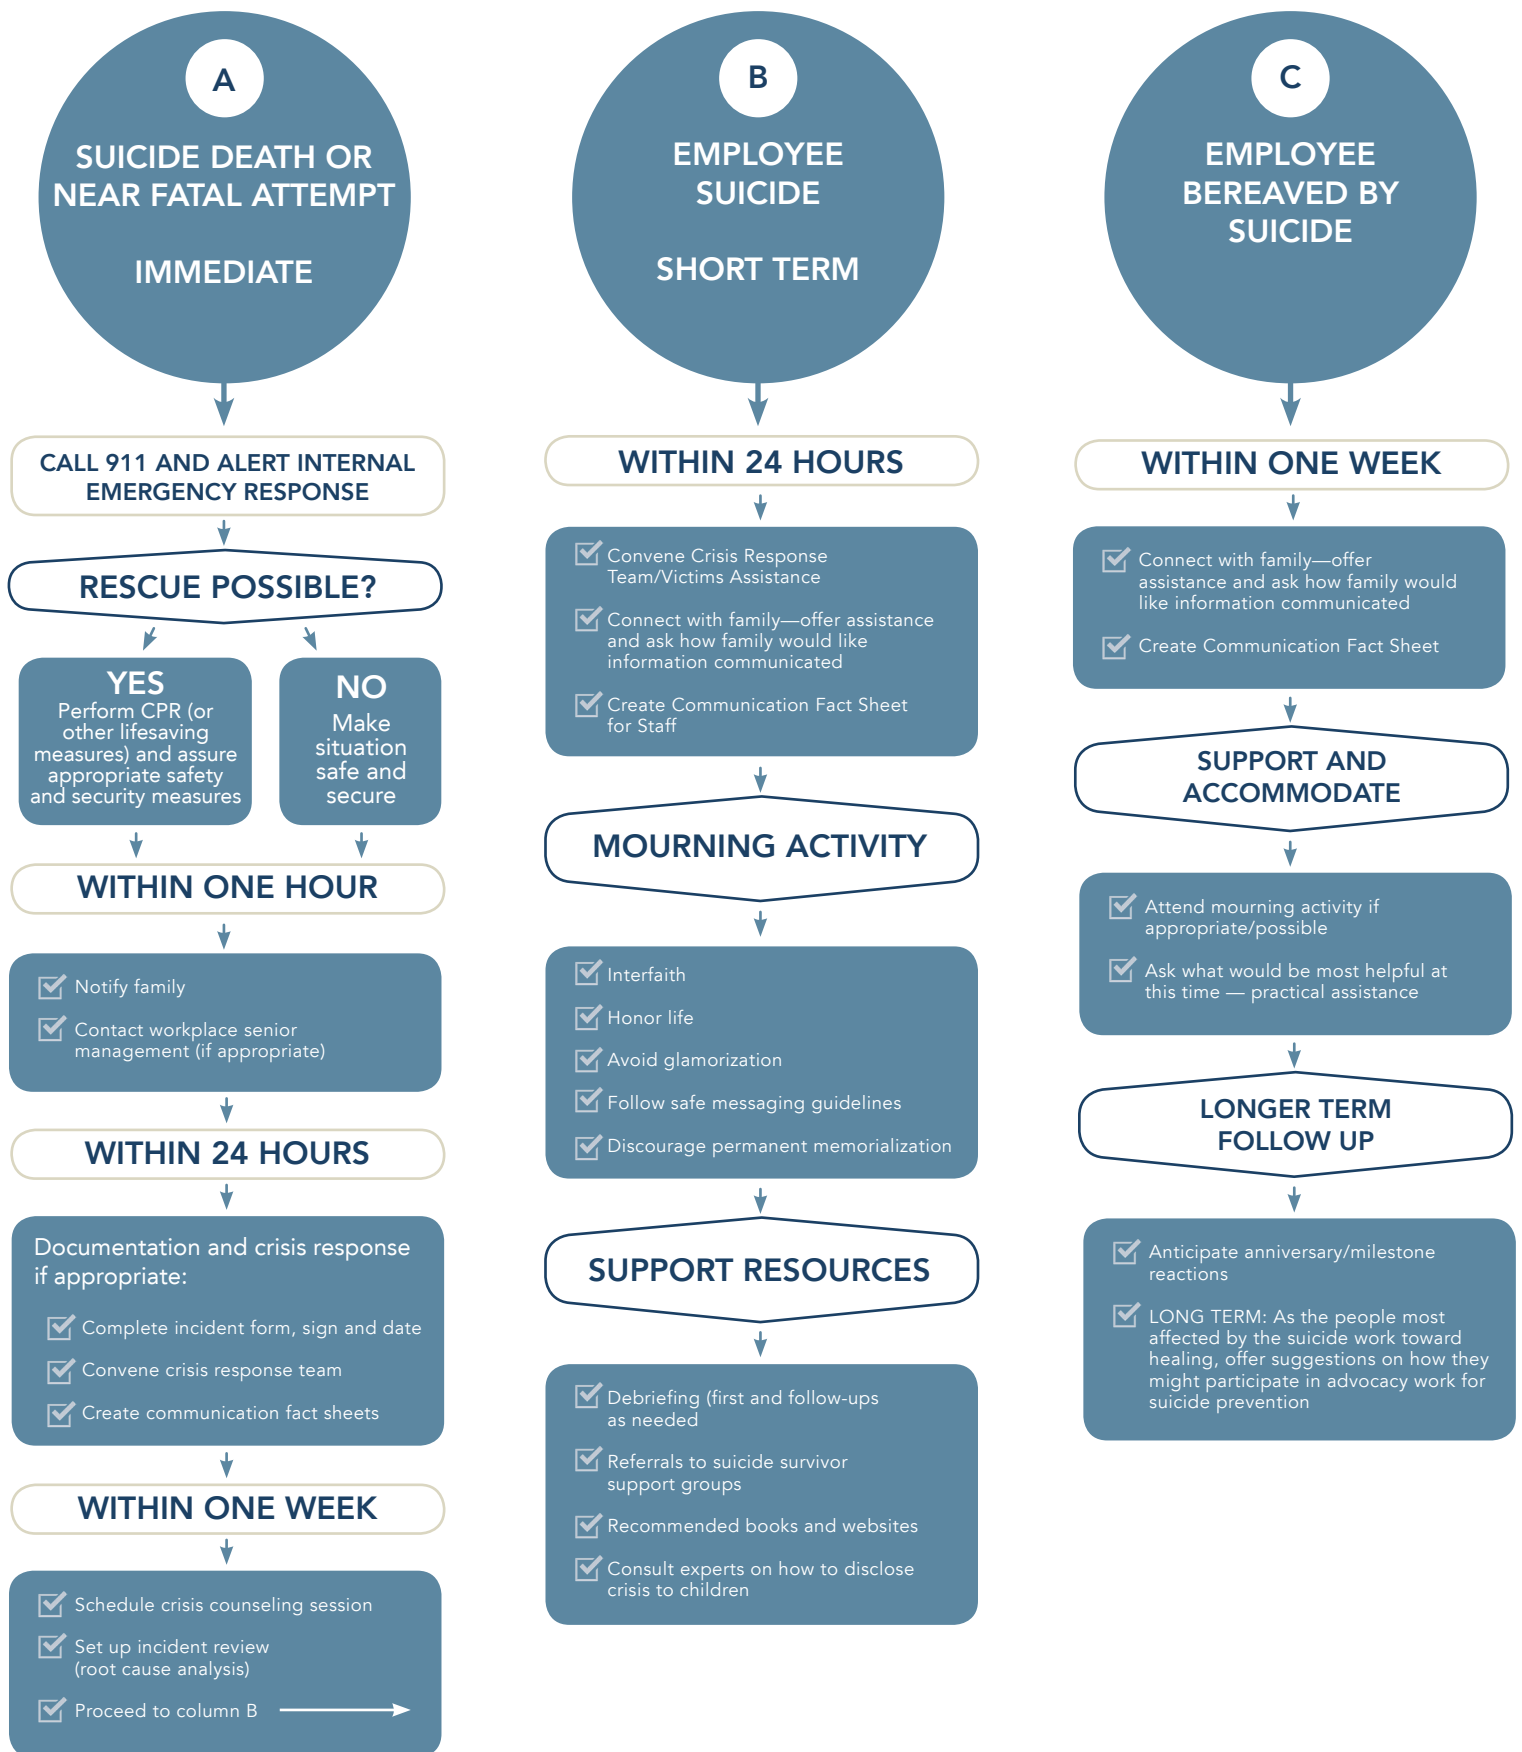 A
SUICIDE DEATH OR
NEAR FATAL ATTEMPT
IMMEDIATE
CALL 911 AND ALERT INTERNAL
EMERGENCY RESPONSE
RESCUE POSSIBLE?
YES
Perform CPR (or
other lifesaving
measures) and assure
appropriate safety
and security measures
NO
Make
situation
safe and
secure
WITHIN ONE HOUR
Notify family
Contact workplace senior
management (if appropriate)
WITHIN 24 HOURS
Documentation and crisis response
if appropriate:
Complete incident form, sign and date
Convene crisis response team
Create communication fact sheets
WITHIN ONE WEEK
Schedule crisis counseling session
Set up incident review
(root cause analysis)
Proceed to column B
B
EMPLOYEE
SUICIDE
SHORT TERM
WITHIN 24 HOURS
Convene Crisis Response
Team/Victims Assistance
Connect with family—offer assistance
and ask how family would like
information communicated
Create Communication Fact Sheet
for Staff
MOURNING ACTIVITY
Interfaith
Honor life
Avoid glamorization
Follow safe messaging guidelines
Discourage permanent memorialization
SUPPORT RESOURCES
Debriefing (first and follow-ups
as needed
Referrals to suicide survivor
support groups
Recommended books and websites
Consult experts on how to disclose
crisis to children
C
EMPLOYEE
BEREAVED BY
SUICIDE
WITHIN ONE WEEK
Connect with family—offer
assistance and ask how family would
like information communicated
Create Communication Fact Sheet
SUPPORT AND
ACCOMMODATE
Attend mourning activity if
appropriate/possible
Ask what would be most helpful at
this time — practical assistance
LONGER TERM
FOLLOW UP
Anticipate anniversary/milestone
reactions
LONG TERM: As the people most
affected by the suicide work toward
healing, offer suggestions on how they
might participate in advocacy work for
suicide prevention